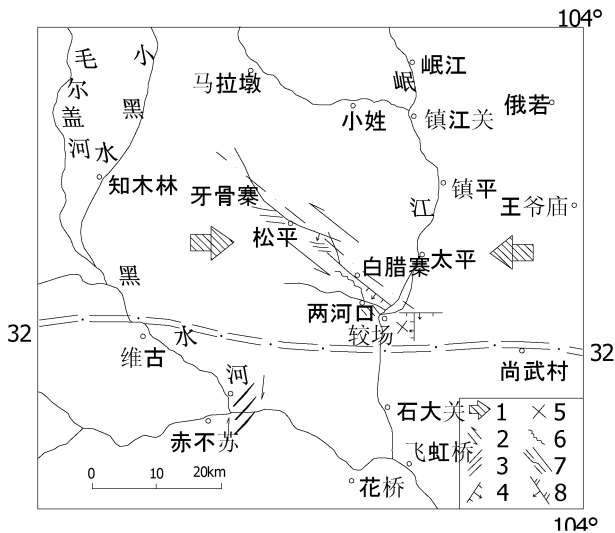 104°
毛尔盖河
小黑水
马拉墩
岷江
岷江
俄若
小姓
镇江关
知木林
牙骨寨
镇平
王爷庙
松平
白腊寨
太平
黑水河
两河口
较场
32
32
维古
尚武村
石大关
赤不苏
飞虹桥
花桥
0 10 20km
1 5
2 6
3 7
4 8
104°